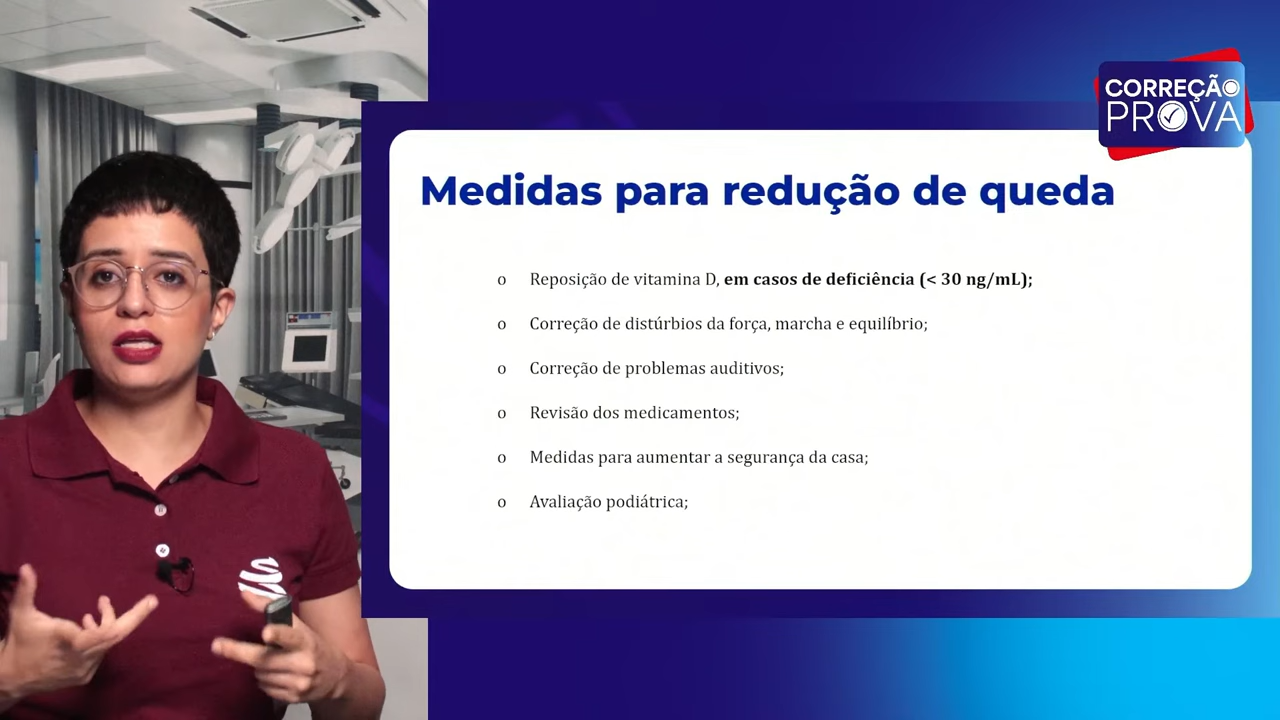 CORREÇÃO
PROVA
Medidas para redução de queda
o Reposição de vitamina D, em casos de deficiência (< 30 ng/mL);
o Correção de distúrbios da força, marcha e equilíbrio;
o Correção de problemas auditivos;
o Revisão dos medicamentos;
o Medidas para aumentar a segurança da casa;
o Avaliação podiátrica;